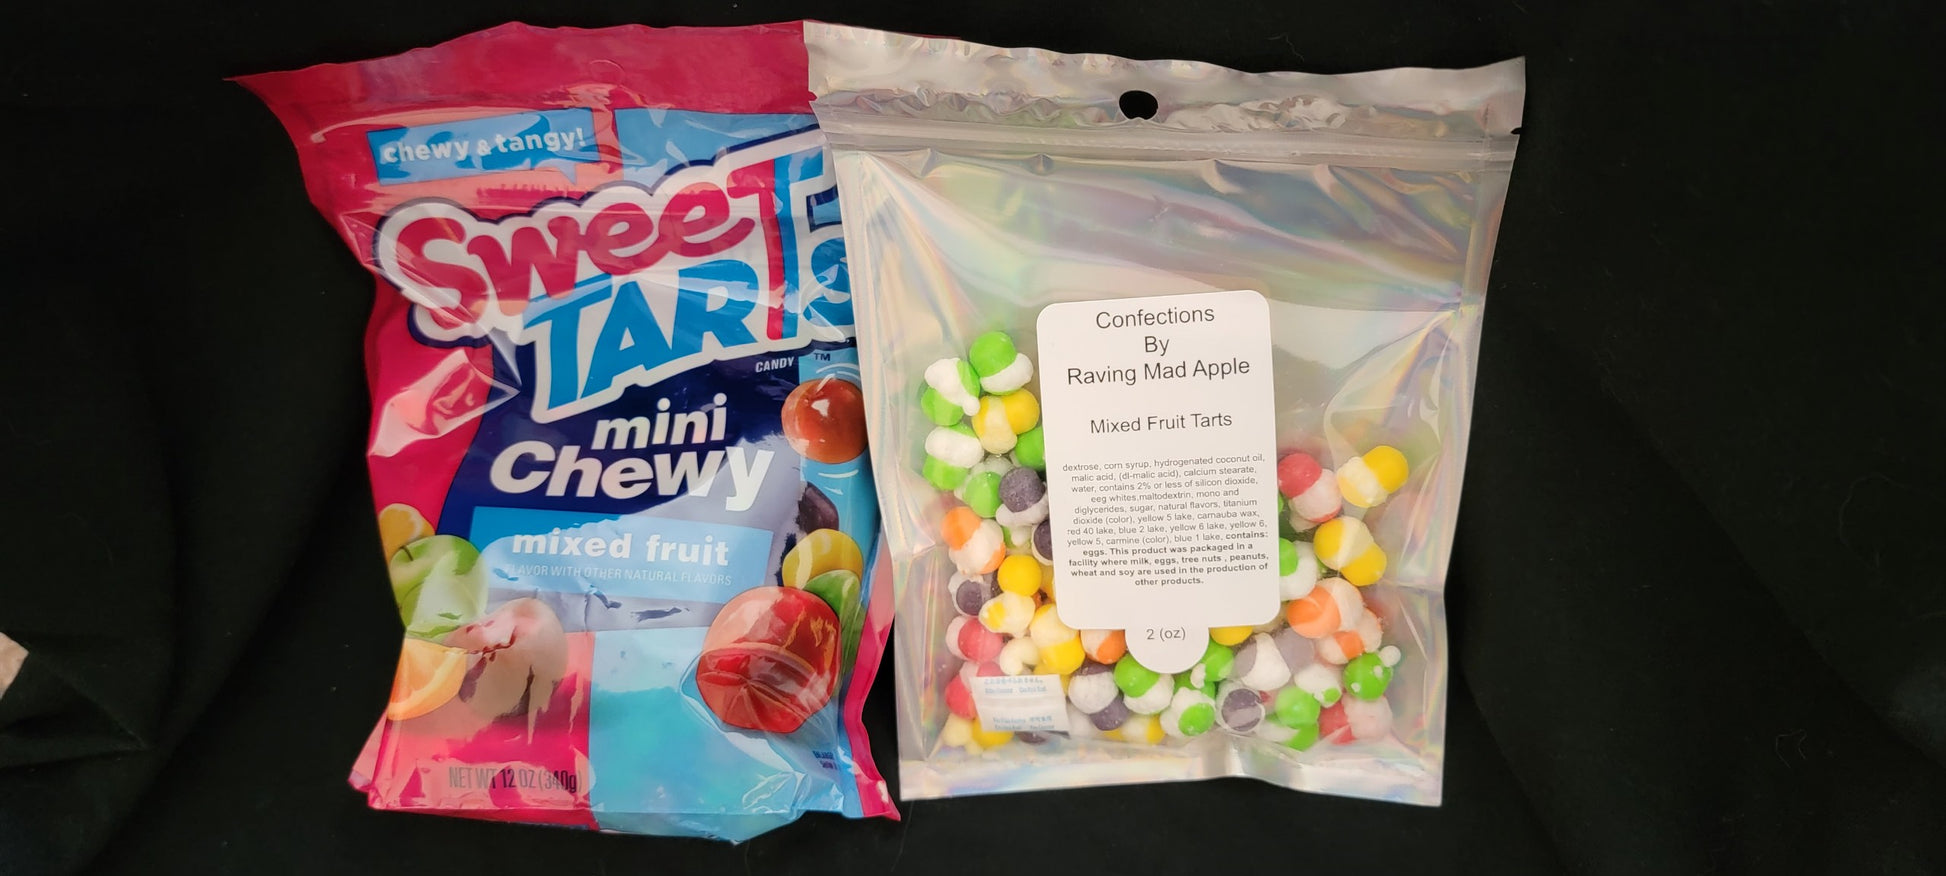 chewy & tangy!
SweeT
TART
CANDY
TM
mini
Chewy
mixed fruit
FLAVOR WITH OTHER NATURAL FLAVORS
NET WT 12 OZ (340g)
Confections
By
Raving Mad Apple
Mixed Fruit Tarts
dextrose, corn syrup, hydrogenated coconut oil,
malic acid, (dl-malic acid), calcium stearate,
water, contains 2% or less of silicon dioxide,
eeg whites,maltodextrin, mono and
diglycerides, sugar, natural flavors, titanium
dioxide (color), yellow 5 lake, carnauba wax,
red 40 lake, blue 2 lake, yellow 6 lake, yellow 6,
yellow 5, carmine (color), blue 1 lake, contains:
eggs. This product was packaged in a
facility where milk, eggs, tree nuts , peanuts,
wheat and soy are used in the production of
other products.
2 (oz)